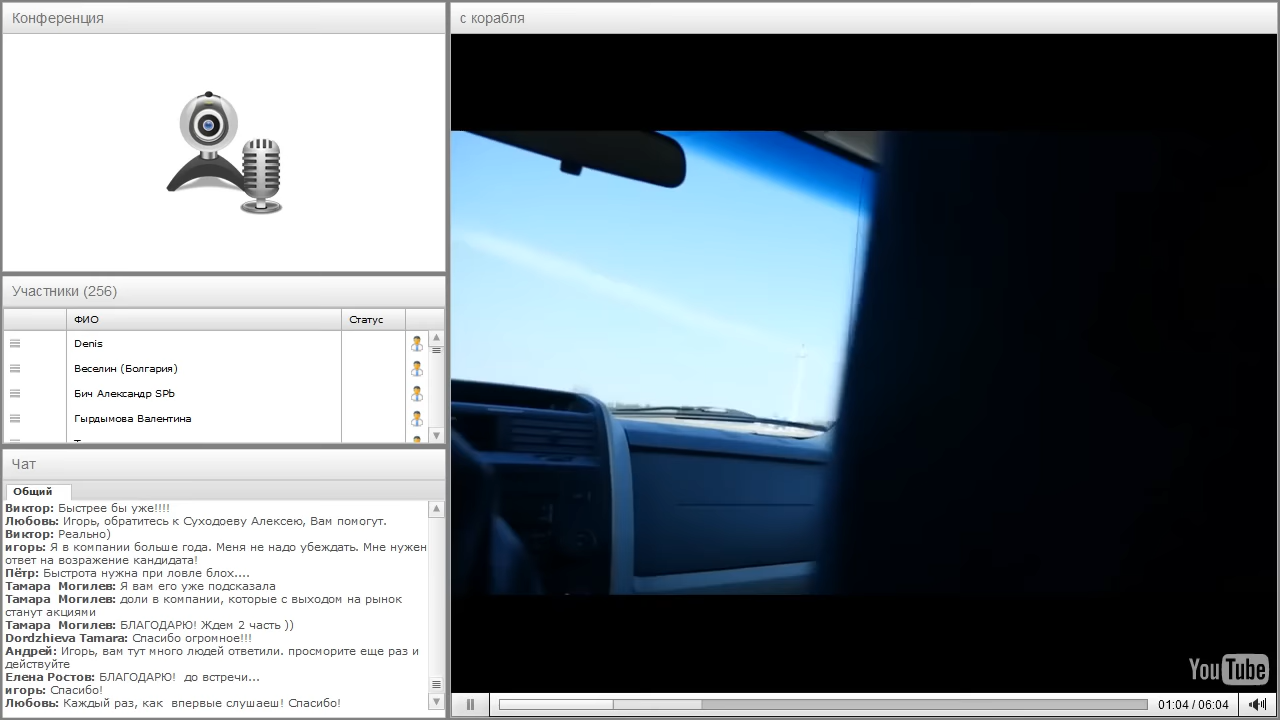 Конференция
с корабля
Участники (256)
ФИО Статус
Denis
Веселин (Болгария)
Бич Александр SPb
Гырдымова Валентина
Чат
Общий
Виктор: Быстрее бы уже!!!!
Любовь: Игорь, обратитесь к Суходоеву Алексею, Вам помогут.
Виктор: Реально)
игорь: Я в компании больше года. Меня не надо убеждать. Мне нужен
ответ на возражение кандидата!
Пётр: Быстрота нужна при ловле блох....
Тамара Могилев: Я вам его уже подсказала
Тамара Могилев: доли в компании, которые с выходом на рынок
станут акциями
Тамара Могилев: БЛАГОДАРЮ! Ждем 2 часть ))
Dordzhieva Tamara: Спасибо огромное!!!
Андрей: Игорь, вам тут много людей ответили. просморите еще раз и
действуйте
Елена Ростов: БЛАГОДАРЮ! до встречи...
игорь: Спасибо!
Любовь: Каждый раз, как впервые слушаешь! Спасибо!
YouTube
01:04 / 06:04